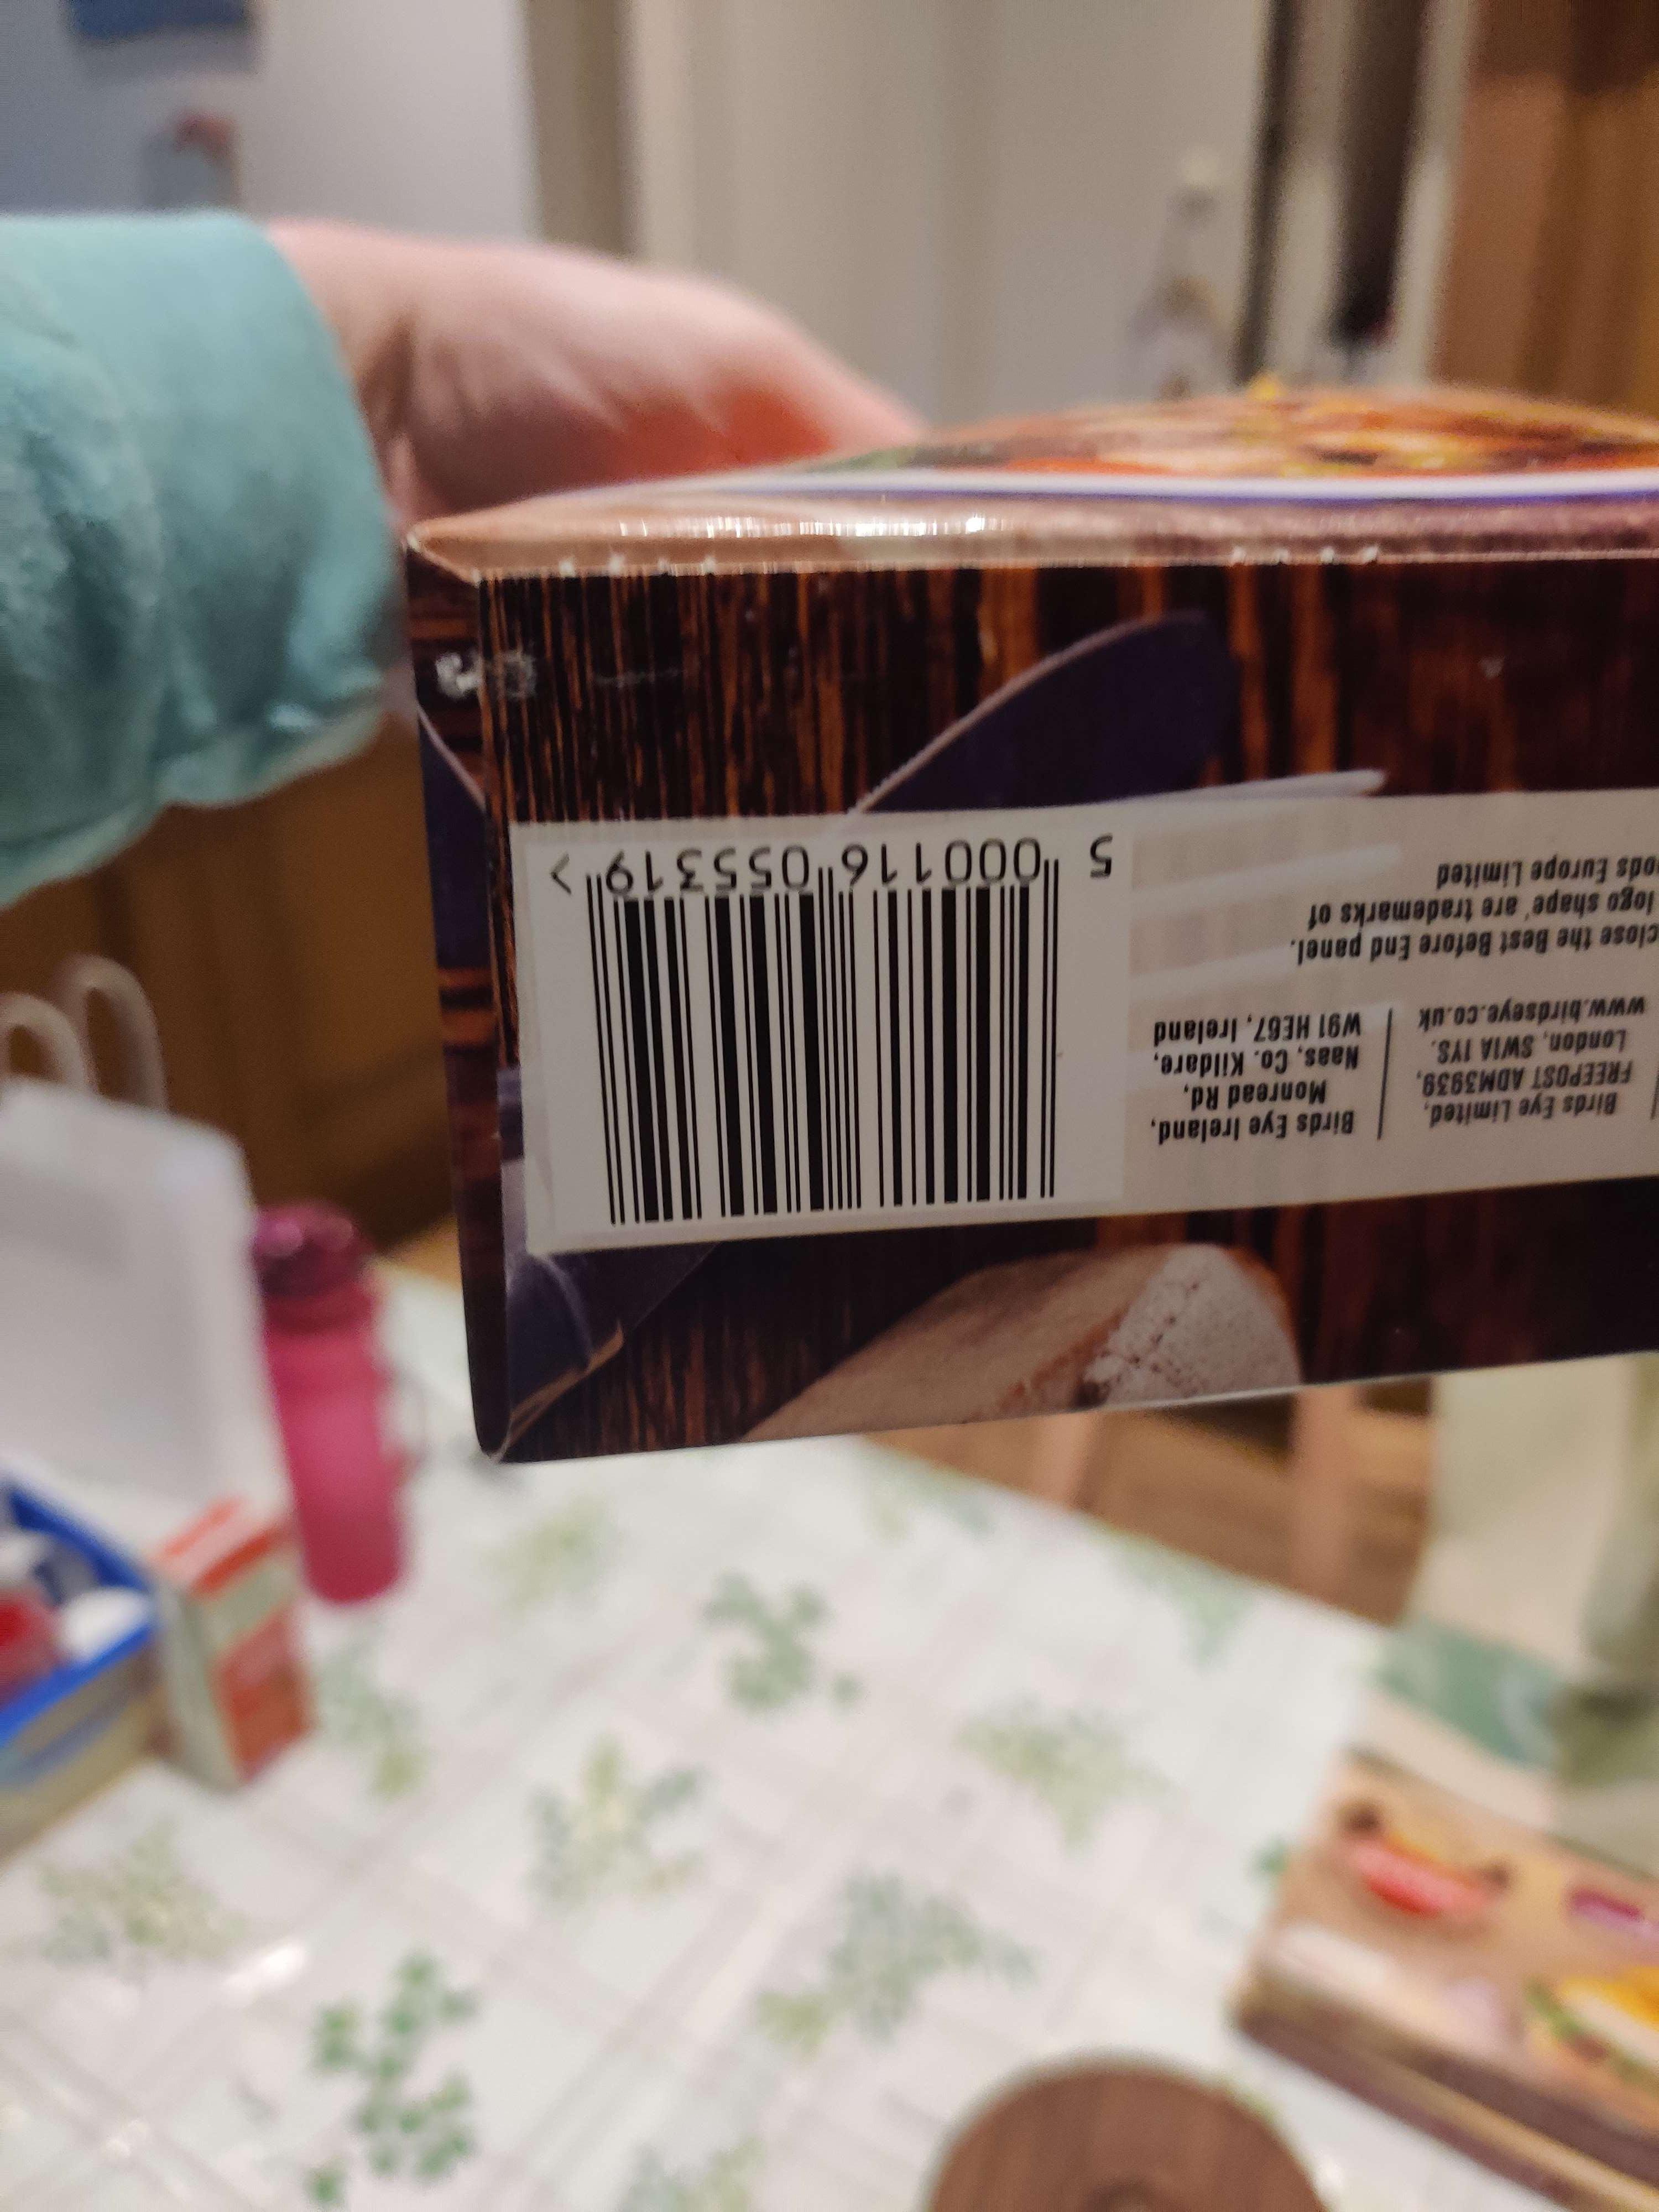 Birds Eye Limited,
FREEPOST ADM3939,
London, SW1A 1YS.
www.birdseye.co.uk
Birds Eye Ireland,
Monread Rd,
Naas, Co. Kildare,
W91 HE67, Ireland
close the Best Before End panel.
logo shape' are trademarks of
ods Europe Limited
5 000116 055319 >